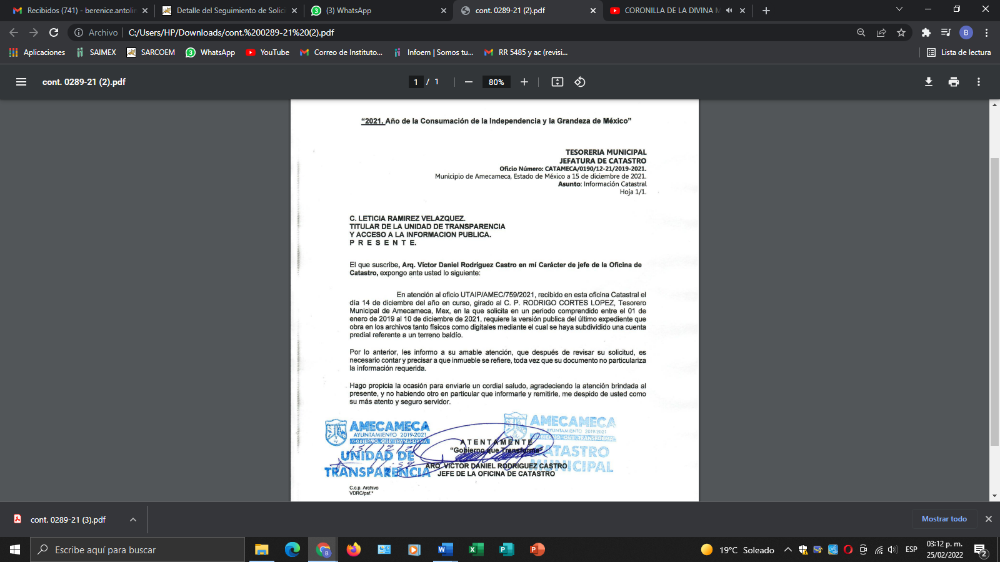 Recibidos (741) - berenice.antolin
Detalle del Seguimiento de Solici
(3) WhatsApp
cont. 0289-21 (2).pdf
CORONILLA DE LA DIVINA M
Archivo
C:/Users/HP/Downloads/cont.%200289-21%20(2).pdf
B
Aplicaciones
SAIMEX
SARCOEM
WhatsApp
YouTube
Correo de Instituto...
Infoem | Somos tu...
RR 5485 y ac (revisi...
Lista de lectura
cont. 0289-21 (2).pdf
1 / 1
80%
“2021. Año de la Consumación de la Independencia y la Grandeza de México”
TESORERIA MUNICIPAL
JEFATURA DE CATASTRO
Oficio Número: CATAMECA/0190/12-21/2019-2021.
Municipio de Amecameca, Estado de México a 15 de diciembre de 2021.
Asunto: Información Catastral
Hoja 1/1.
C. LETICIA RAMIREZ VELAZQUEZ.
TITULAR DE LA UNIDAD DE TRANSPARENCIA
Y ACCESO A LA INFORMACION PUBLICA.
P R E S E N T E.
El que suscribe, Arq. Víctor Daniel Rodríguez Castro en mí Carácter de jefe de la Oficina de
Catastro, expongo ante usted lo siguiente:
En atención al oficio UTAIP/AMEC/759/2021, recibido en esta oficina Catastral el
día 14 de diciembre del año en curso, girado al C. P. RODRIGO CORTES LOPEZ, Tesorero
Municipal de Amecameca, Mex, en la que solicita en un periodo comprendido entre el 01 de
enero de 2019 al 10 de diciembre de 2021, requiere la versión publica del último expediente que
obra en los archivos tanto físicos como digitales mediante el cual se haya subdividido una cuenta
predial referente a un terreno baldío.
Por lo anterior, les informo a su amable atención, que después de revisar su solicitud, es
necesario contar y precisar a que inmueble se refiere, toda vez que su documento no particulariza
la información requerida.
Hago propicia la ocasión para enviarle un cordial saludo, agradeciendo la atención brindada al
presente, y no habiendo otro en particular que informarle y remitirle, me despido de usted como
su más atento y seguro servidor.
AMECAMECA
AYUNTAMIENTO 2019-2021
GOBIERNO QUE TRANSFORMA
UNIDAD DE
TRANSPARENCIA
AMECAMECA
H. AYUNTAMIENTO 2019-2021
GOBIERNO QUE TRANSFORMA
CATASTRO
MUNICIPAL
A T E N T A M E N T E
“Gobierno que Transforma”
ARQ. VICTOR DANIEL RODRIGUEZ CASTRO
JEFE DE LA OFICINA DE CATASTRO
C.c.p. Archivo
VDRC/psf.*
cont. 0289-21 (3).pdf
Mostrar todo
Escribe aquí para buscar
19°C Soleado
ESP
03:12 p. m.
25/02/2022
2